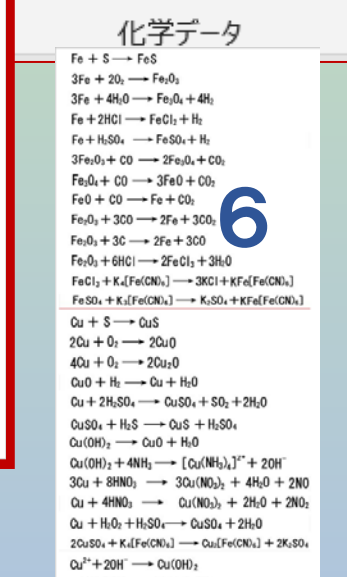 化学データ
Fe + S → FeS
3Fe + 2O₂ → Fe₃O₄
3Fe + 4H₂O → Fe₃O₄ + 4H₂
Fe + 2HCl → FeCl₂ + H₂
Fe + H₂SO₄ → FeSO₄ + H₂
3Fe₂O₃ + CO → 2Fe₃O₄ + CO₂
Fe₃O₄ + CO → 3FeO + CO₂
FeO + CO → Fe + CO₂
6
Fe₂O₃ + 3CO → 2Fe + 3CO₂
Fe₂O₃ + 3C → 2Fe + 3CO
Fe₂O₃ + 6HCl → 2FeCl₃ + 3H₂O
FeCl₃ + K₄[Fe(CN)₆] → 3KCl + KFe[Fe(CN)₆]
FeSO₄ + K₃[Fe(CN)₆] → K₂SO₄ + KFe[Fe(CN)₆]
Cu + S → CuS
2Cu + O₂ → 2CuO
4Cu + O₂ → 2Cu₂O
CuO + H₂ → Cu + H₂O
Cu + 2H₂SO₄ → CuSO₄ + SO₂ + 2H₂O
CuSO₄ + H₂S → CuS + H₂SO₄
Cu(OH)₂ → CuO + H₂O
Cu(OH)₂ + 4NH₃ → [Cu(NH₃)₄]²⁺ + 2OH⁻
3Cu + 8HNO₃ → 3Cu(NO₃)₂ + 4H₂O + 2NO
Cu + 4HNO₃ → Cu(NO₃)₂ + 2H₂O + 2NO₂
Cu + H₂O₂ + H₂SO₄ → CuSO₄ + 2H₂O
2CuSO₄ + K₄[Fe(CN)₆] → Cu₂[Fe(CN)₆] + 2K₂SO₄
Cu²⁺ + 2OH⁻ → Cu(OH)₂